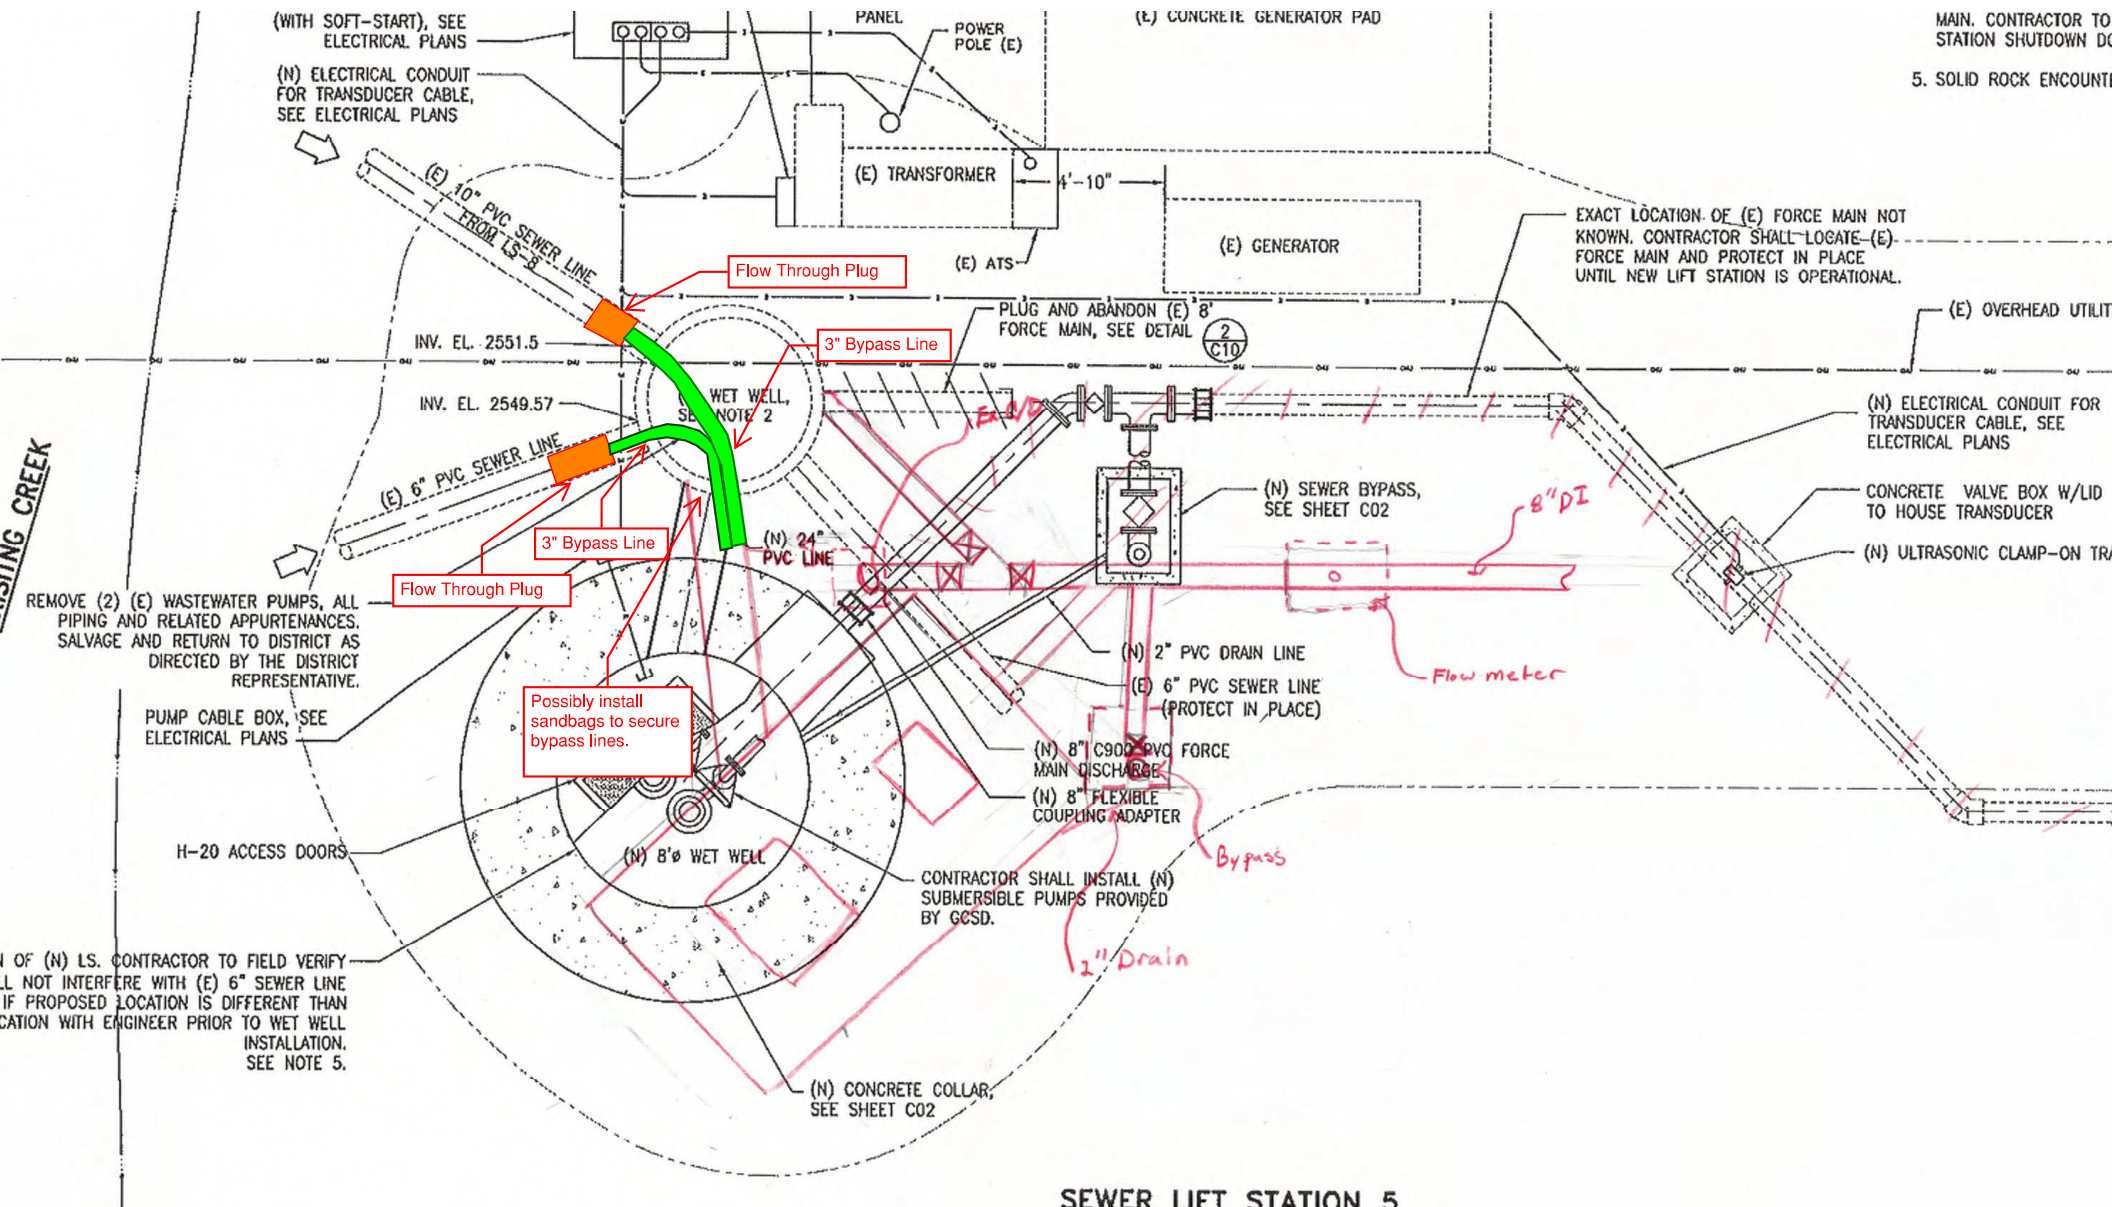 (WITH SOFT-START), SEE
ELECTRICAL PLANS
PANEL
POWER
POLE (E)
(E) CONCRETE GENERATOR PAD
MAIN. CONTRACTOR TO
STATION SHUTDOWN
5. SOLID ROCK
(N) ELECTRICAL CONDUIT
FOR TRANSDUCER CABLE,
SEE ELECTRICAL PLANS
(E) 10" PVC SEWER LINE
FROM LS-8
(E) TRANSFORMER
4'-10"
(E) ATS
(E) GENERATOR
EXACT LOCATION OF (E) FORCE MAIN NOT
KNOWN. CONTRACTOR SHALL LOCATE (E)
FORCE MAIN AND PROTECT IN PLACE
UNTIL NEW LIFT STATION IS OPERATIONAL.
Flow Through Plug
PLUG AND ABANDON (E) 8'
FORCE MAIN, SEE DETAIL
2
C10
(E) OVERHEAD
INV. EL. 2551.5
3" Bypass Line
INV. EL. 2549.57
WET WELL,
NOTE 2
(E) 6" PVC SEWER LINE
(N) ELECTRICAL CONDUIT FOR
TRANSDUCER CABLE, SEE
ELECTRICAL PLANS
CREEK
(N) SEWER BYPASS,
SEE SHEET C02
8" DI
CONCRETE VALVE BOX W/LID
TO HOUSE TRANSDUCER
(N) ULTRASONIC CLAMP-ON
3" Bypass Line
(N) 24"
PVC LINE
Flow Through Plug
REMOVE (2) (E) WASTEWATER PUMPS, ALL
PIPING AND RELATED APPURTENANCES.
SALVAGE AND RETURN TO DISTRICT AS
DIRECTED BY THE DISTRICT
REPRESENTATIVE.
(N) 2" PVC DRAIN LINE
(E) 6" PVC SEWER LINE
(PROTECT IN PLACE)
Flow meter
PUMP CABLE BOX, SEE
ELECTRICAL PLANS
Possibly install
sandbags to secure
bypass lines.
(N) 8" C900 PVC FORCE
MAIN DISCHARGE
(N) 8" FLEXIBLE
COUPLING ADAPTER
H-20 ACCESS DOORS
(N) 8'ø WET WELL
Bypass
CONTRACTOR SHALL INSTALL (N)
SUBMERSIBLE PUMPS PROVIDED
BY GCSD.
2" Drain
OF (N) LS. CONTRACTOR TO FIELD VERIFY
NOT INTERFERE WITH (E) 6" SEWER LINE
IF PROPOSED LOCATION IS DIFFERENT THAN
WITH ENGINEER PRIOR TO WET WELL
INSTALLATION.
SEE NOTE 5.
(N) CONCRETE COLLAR,
SEE SHEET C02
SEWER LIFT STATION 5